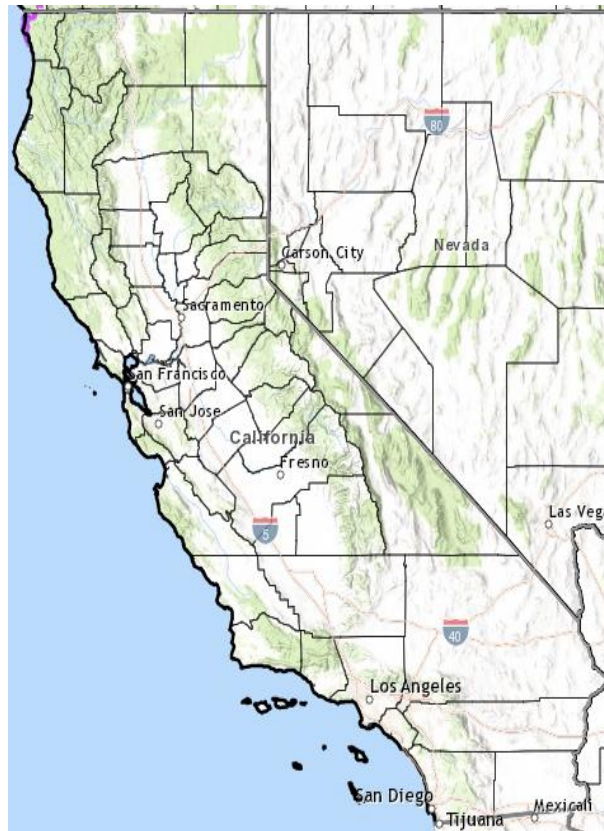 80
Carson City
Nevada
Sacramento
San Francisco
San Jose
California
Fresno
5
Las Vega
40
Los Angeles
San Diego
Tijuana
Mexicali